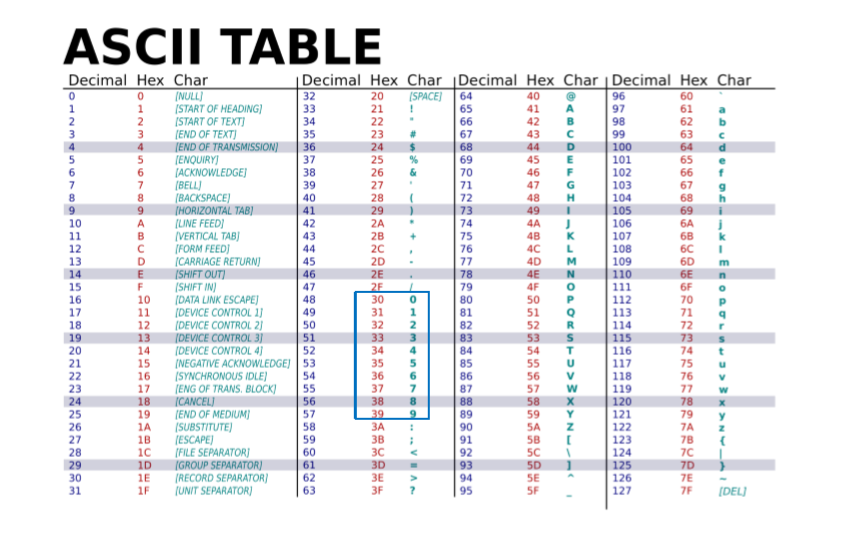 ASCII TABLE
Decimal Hex Char Decimal Hex Char Decimal Hex Char Decimal Hex Char
0 0 [NULL] 32 20 [SPACE] 64 40 @ 96 60 `
1 1 [START OF HEADING] 33 21 ! 65 41 A 97 61 a
2 2 [START OF TEXT] 34 22 " 66 42 B 98 62 b
3 3 [END OF TEXT] 35 23 # 67 43 C 99 63 c
4 4 [END OF TRANSMISSION] 36 24 $ 68 44 D 100 64 d
5 5 [ENQUIRY] 37 25 % 69 45 E 101 65 e
6 6 [ACKNOWLEDGE] 38 26 & 70 46 F 102 66 f
7 7 [BELL] 39 27 ' 71 47 G 103 67 g
8 8 [BACKSPACE] 40 28 ( 72 48 H 104 68 h
9 9 [HORIZONTAL TAB] 41 29 ) 73 49 I 105 69 i
10 A [LINE FEED] 42 2A * 74 4A J 106 6A j
11 B [VERTICAL TAB] 43 2B + 75 4B K 107 6B k
12 C [FORM FEED] 44 2C , 76 4C L 108 6C l
13 D [CARRIAGE RETURN] 45 2D - 77 4D M 109 6D m
14 E [SHIFT OUT] 46 2E . 78 4E N 110 6E n
15 F [SHIFT IN] 47 2F / 79 4F O 111 6F o
16 10 [DATA LINK ESCAPE] 48 30 0 80 50 P 112 70 p
17 11 [DEVICE CONTROL 1] 49 31 1 81 51 Q 113 71 q
18 12 [DEVICE CONTROL 2] 50 32 2 82 52 R 114 72 r
19 13 [DEVICE CONTROL 3] 51 33 3 83 53 S 115 73 s
20 14 [DEVICE CONTROL 4] 52 34 4 84 54 T 116 74 t
21 15 [NEGATIVE ACKNOWLEDGE] 53 35 5 85 55 U 117 75 u
22 16 [SYNCHRONOUS IDLE] 54 36 6 86 56 V 118 76 v
23 17 [ENG OF TRANS. BLOCK] 55 37 7 87 57 W 119 77 w
24 18 [CANCEL] 56 38 8 88 58 X 120 78 x
25 19 [END OF MEDIUM] 57 39 9 89 59 Y 121 79 y
26 1A [SUBSTITUTE] 58 3A : 90 5A Z 122 7A z
27 1B [ESCAPE] 59 3B ; 91 5B [ 123 7B {
28 1C [FILE SEPARATOR] 60 3C < 92 5C \ 124 7C |
29 1D [GROUP SEPARATOR] 61 3D = 93 5D ] 125 7D }
30 1E [RECORD SEPARATOR] 62 3E > 94 5E ^ 126 7E ~
31 1F [UNIT SEPARATOR] 63 3F ? 95 5F _ 127 7F [DEL]